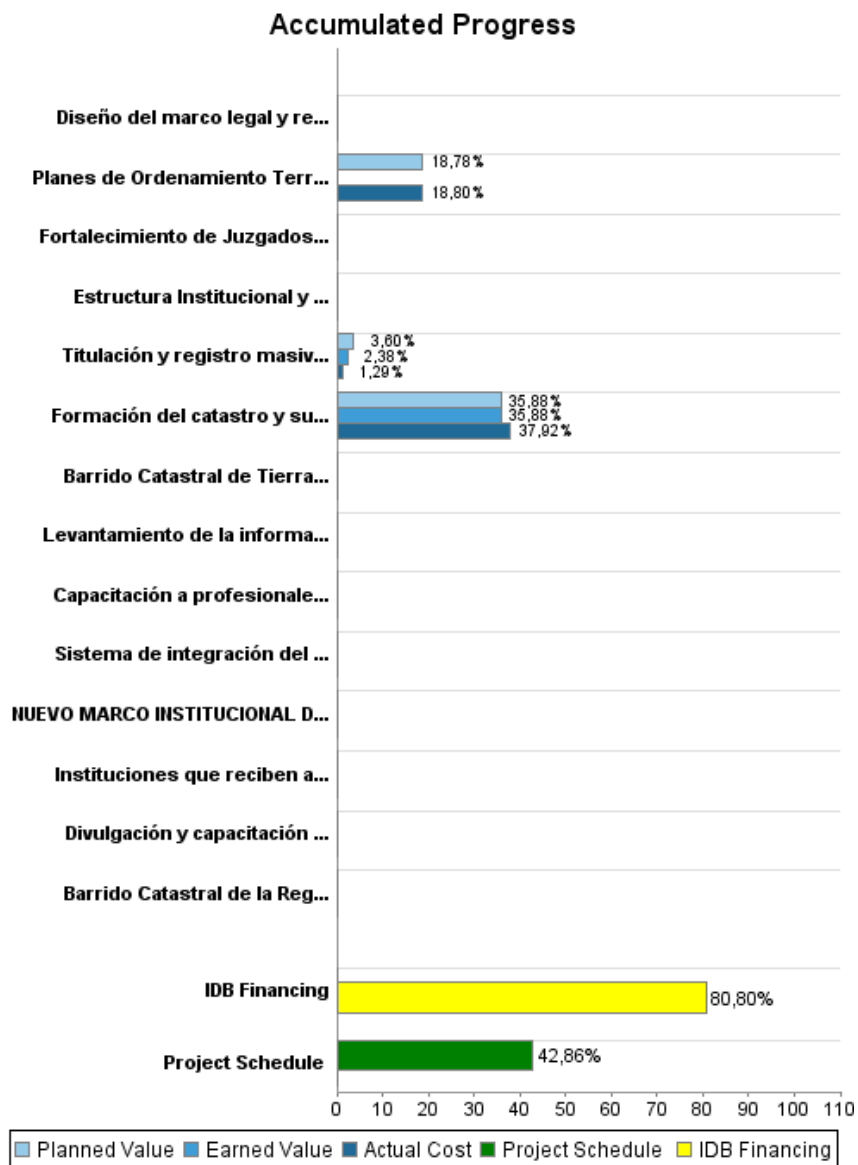 Accumulated Progress
Diseño del marco legal y re...
18,78%
Planes de Ordenamiento Terr...
18,80%
Fortalecimiento de Juzgados...
Estructura Institucional y ...
3,60%
Titulación y registro masiv...
2,38%
1,29%
35,88%
Formación del catastro y su...
35,88%
37,92%
Barrido Catastral de Tierra...
Levantamiento de la informa...
Capacitación a profesionale...
Sistema de integración del ...
NUEVO MARCO INSTITUCIONAL D...
Instituciones que reciben a...
Divulgación y capacitación ...
Barrido Catastral de la Reg...
IDB Financing 80,80%
Project Schedule 42,86%
0 10 20 30 40 50 60 70 80 90 100 110
Planned Value Earned Value Actual Cost Project Schedule IDB Financing